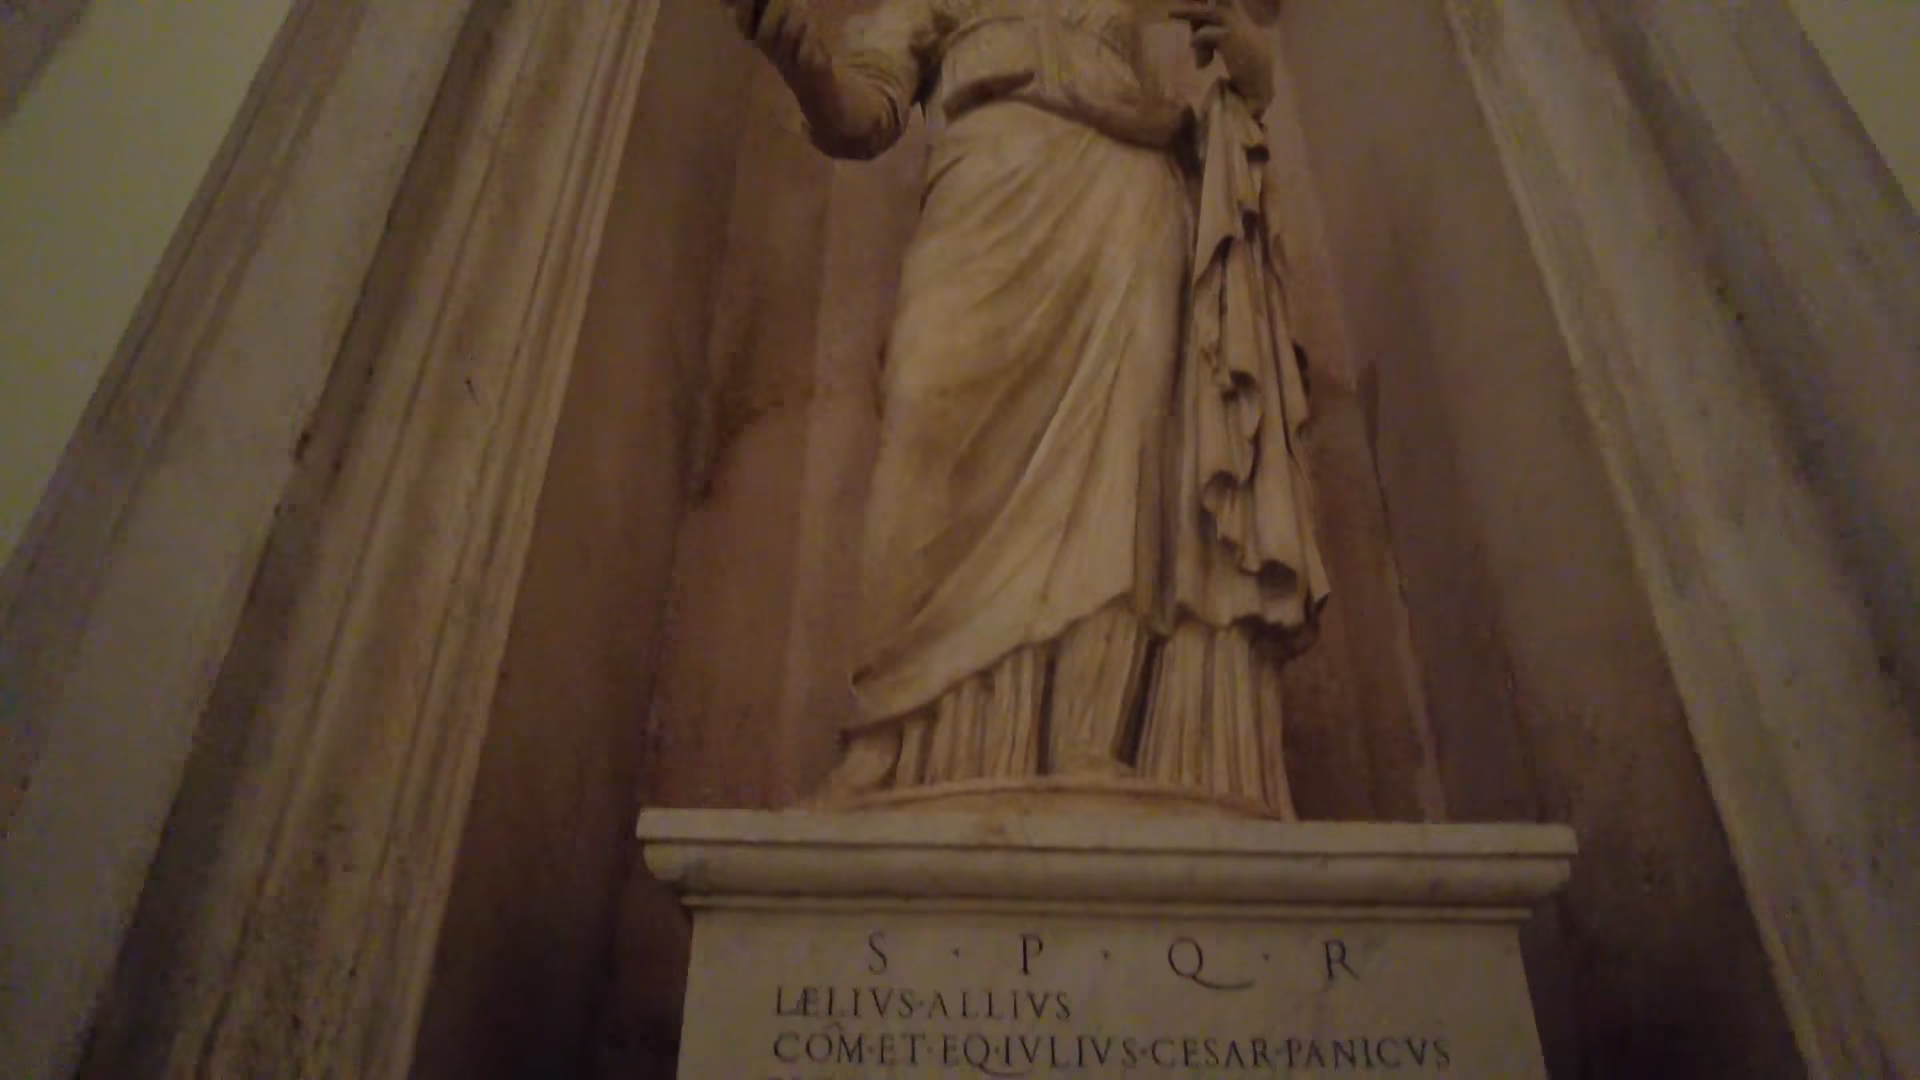 S · P · Q · R
LÆLIVS·ALLIVS
COM·ET·EQ·IVLIVS·CESAR·PANICVS